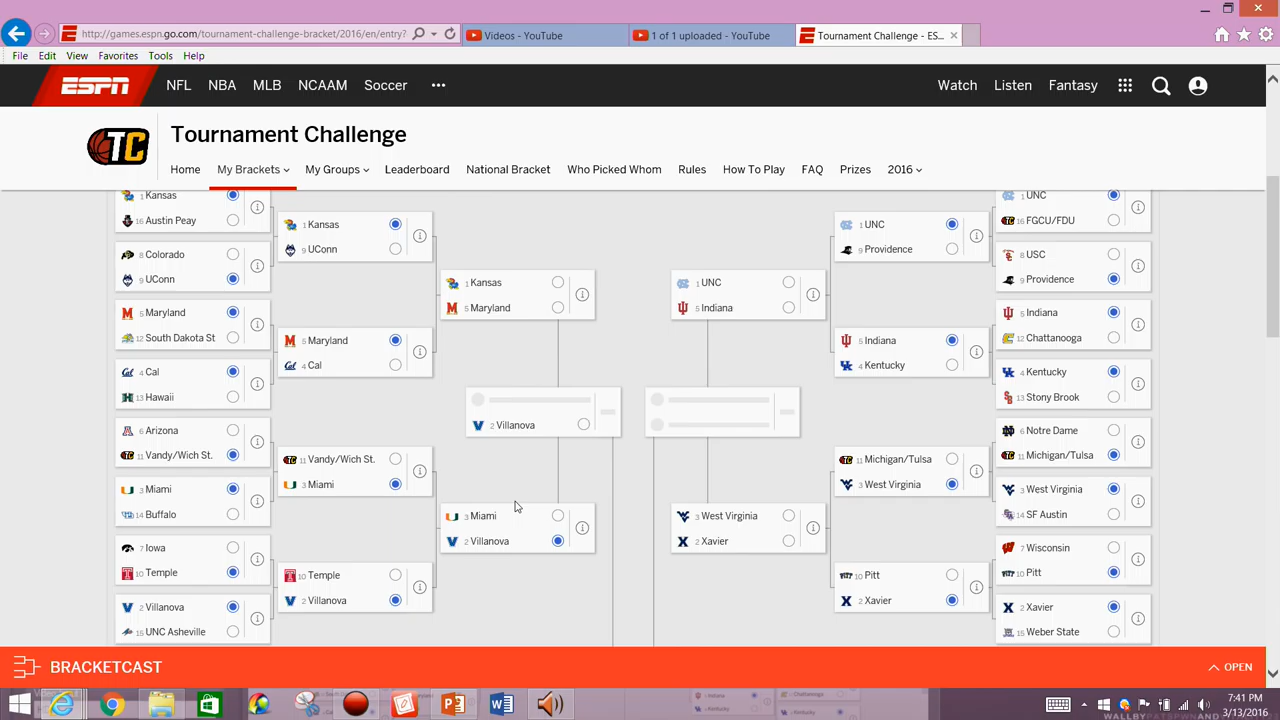 http://games.espn.go.com/tournament-challenge-bracket/2016/en/entry?
Videos - YouTube
1 of 1 uploaded - YouTube
Tournament Challenge - ES...
File Edit View Favorites Tools Help
ESPN NFL NBA MLB NCAAM Soccer ••• Watch Listen Fantasy
TC Tournament Challenge
Home My Brackets My Groups Leaderboard National Bracket Who Picked Whom Rules How To Play FAQ Prizes 2016
1 Kansas
16 Austin Peay
8 Colorado
9 UConn
5 Maryland
12 South Dakota St
4 Cal
13 Hawaii
6 Arizona
11 Vandy/Wich St.
3 Miami
14 Buffalo
7 Iowa
10 Temple
2 Villanova
15 UNC Asheville
1 Kansas
9 UConn
5 Maryland
4 Cal
11 Vandy/Wich St.
3 Miami
10 Temple
2 Villanova
1 Kansas
5 Maryland
2 Villanova
3 Miami
2 Villanova
1 UNC
5 Indiana
3 West Virginia
2 Xavier
1 UNC
9 Providence
5 Indiana
4 Kentucky
11 Michigan/Tulsa
3 West Virginia
10 Pitt
2 Xavier
1 UNC
16 FGCU/FDU
8 USC
9 Providence
5 Indiana
12 Chattanooga
4 Kentucky
13 Stony Brook
6 Notre Dame
11 Michigan/Tulsa
3 West Virginia
14 SF Austin
7 Wisconsin
10 Pitt
2 Xavier
15 Weber State
BRACKETCAST OPEN
7:41 PM
3/13/2016